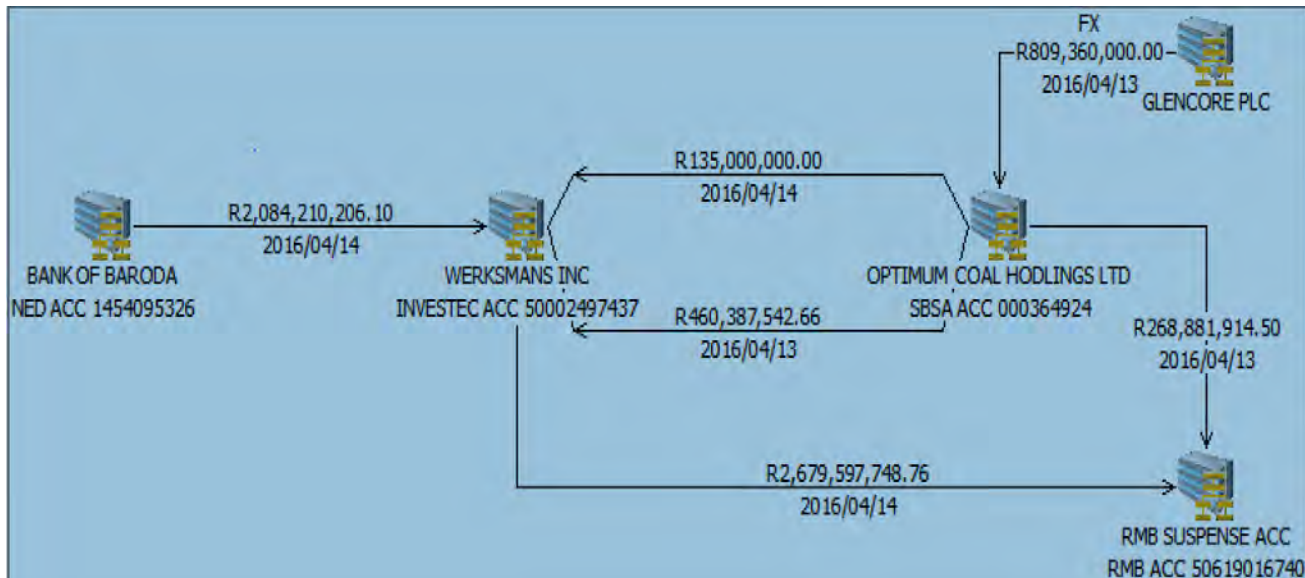 FX
R809,360,000.00
2016/04/13
GLENCORE PLC
R135,000,000.00
2016/04/14
R2,084,210,206.10
2016/04/14
BANK OF BARODA
NED ACC 1454095326
WERKSMANS INC
INVESTEC ACC 50002497437
OPTIMUM COAL HODLINGS LTD
SBSA ACC 000364924
R460,387,542.66
2016/04/13
R268,881,914.50
2016/04/13
R2,679,597,748.76
2016/04/14
RMB SUSPENSE ACC
RMB ACC 50619016740